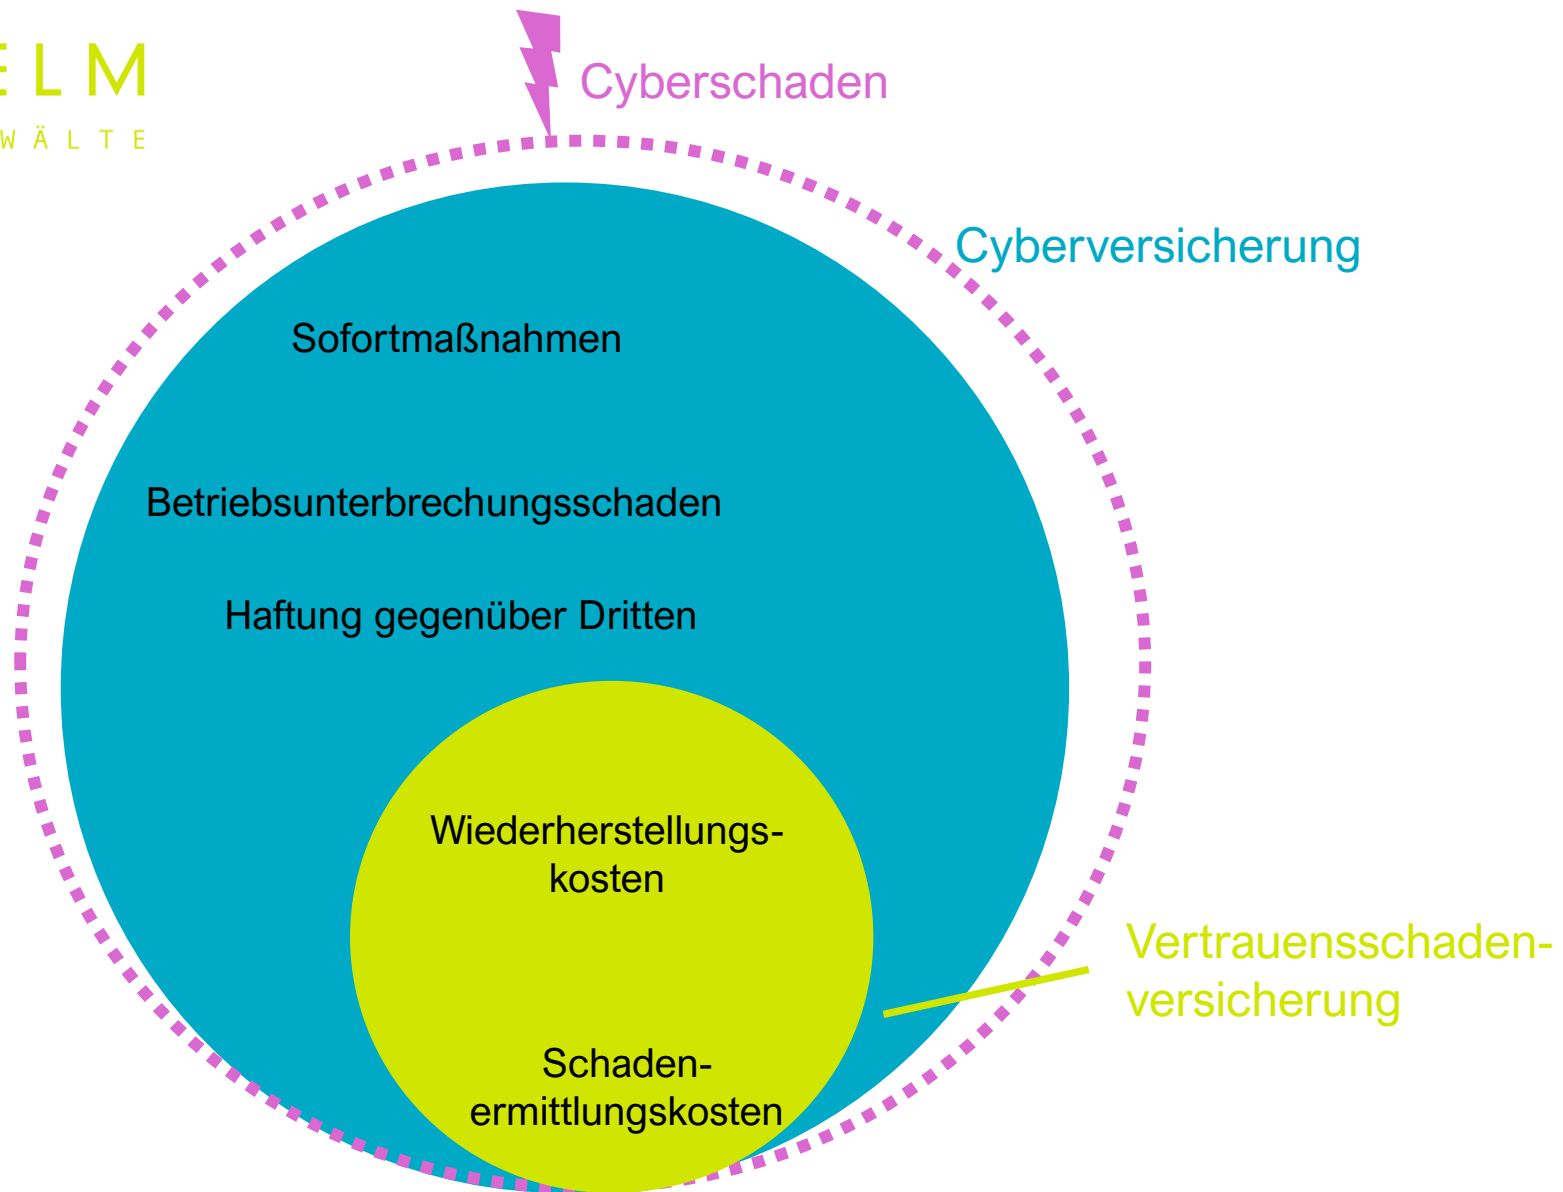 ELM
WÄLTE
Cyberschaden
Cyberversicherung
Sofortmaßnahmen
Betriebsunterbrechungsschaden
Haftung gegenüber Dritten
Wiederherstellungs-
kosten
Vertrauensschaden-
versicherung
Schaden-
ermittlungskosten